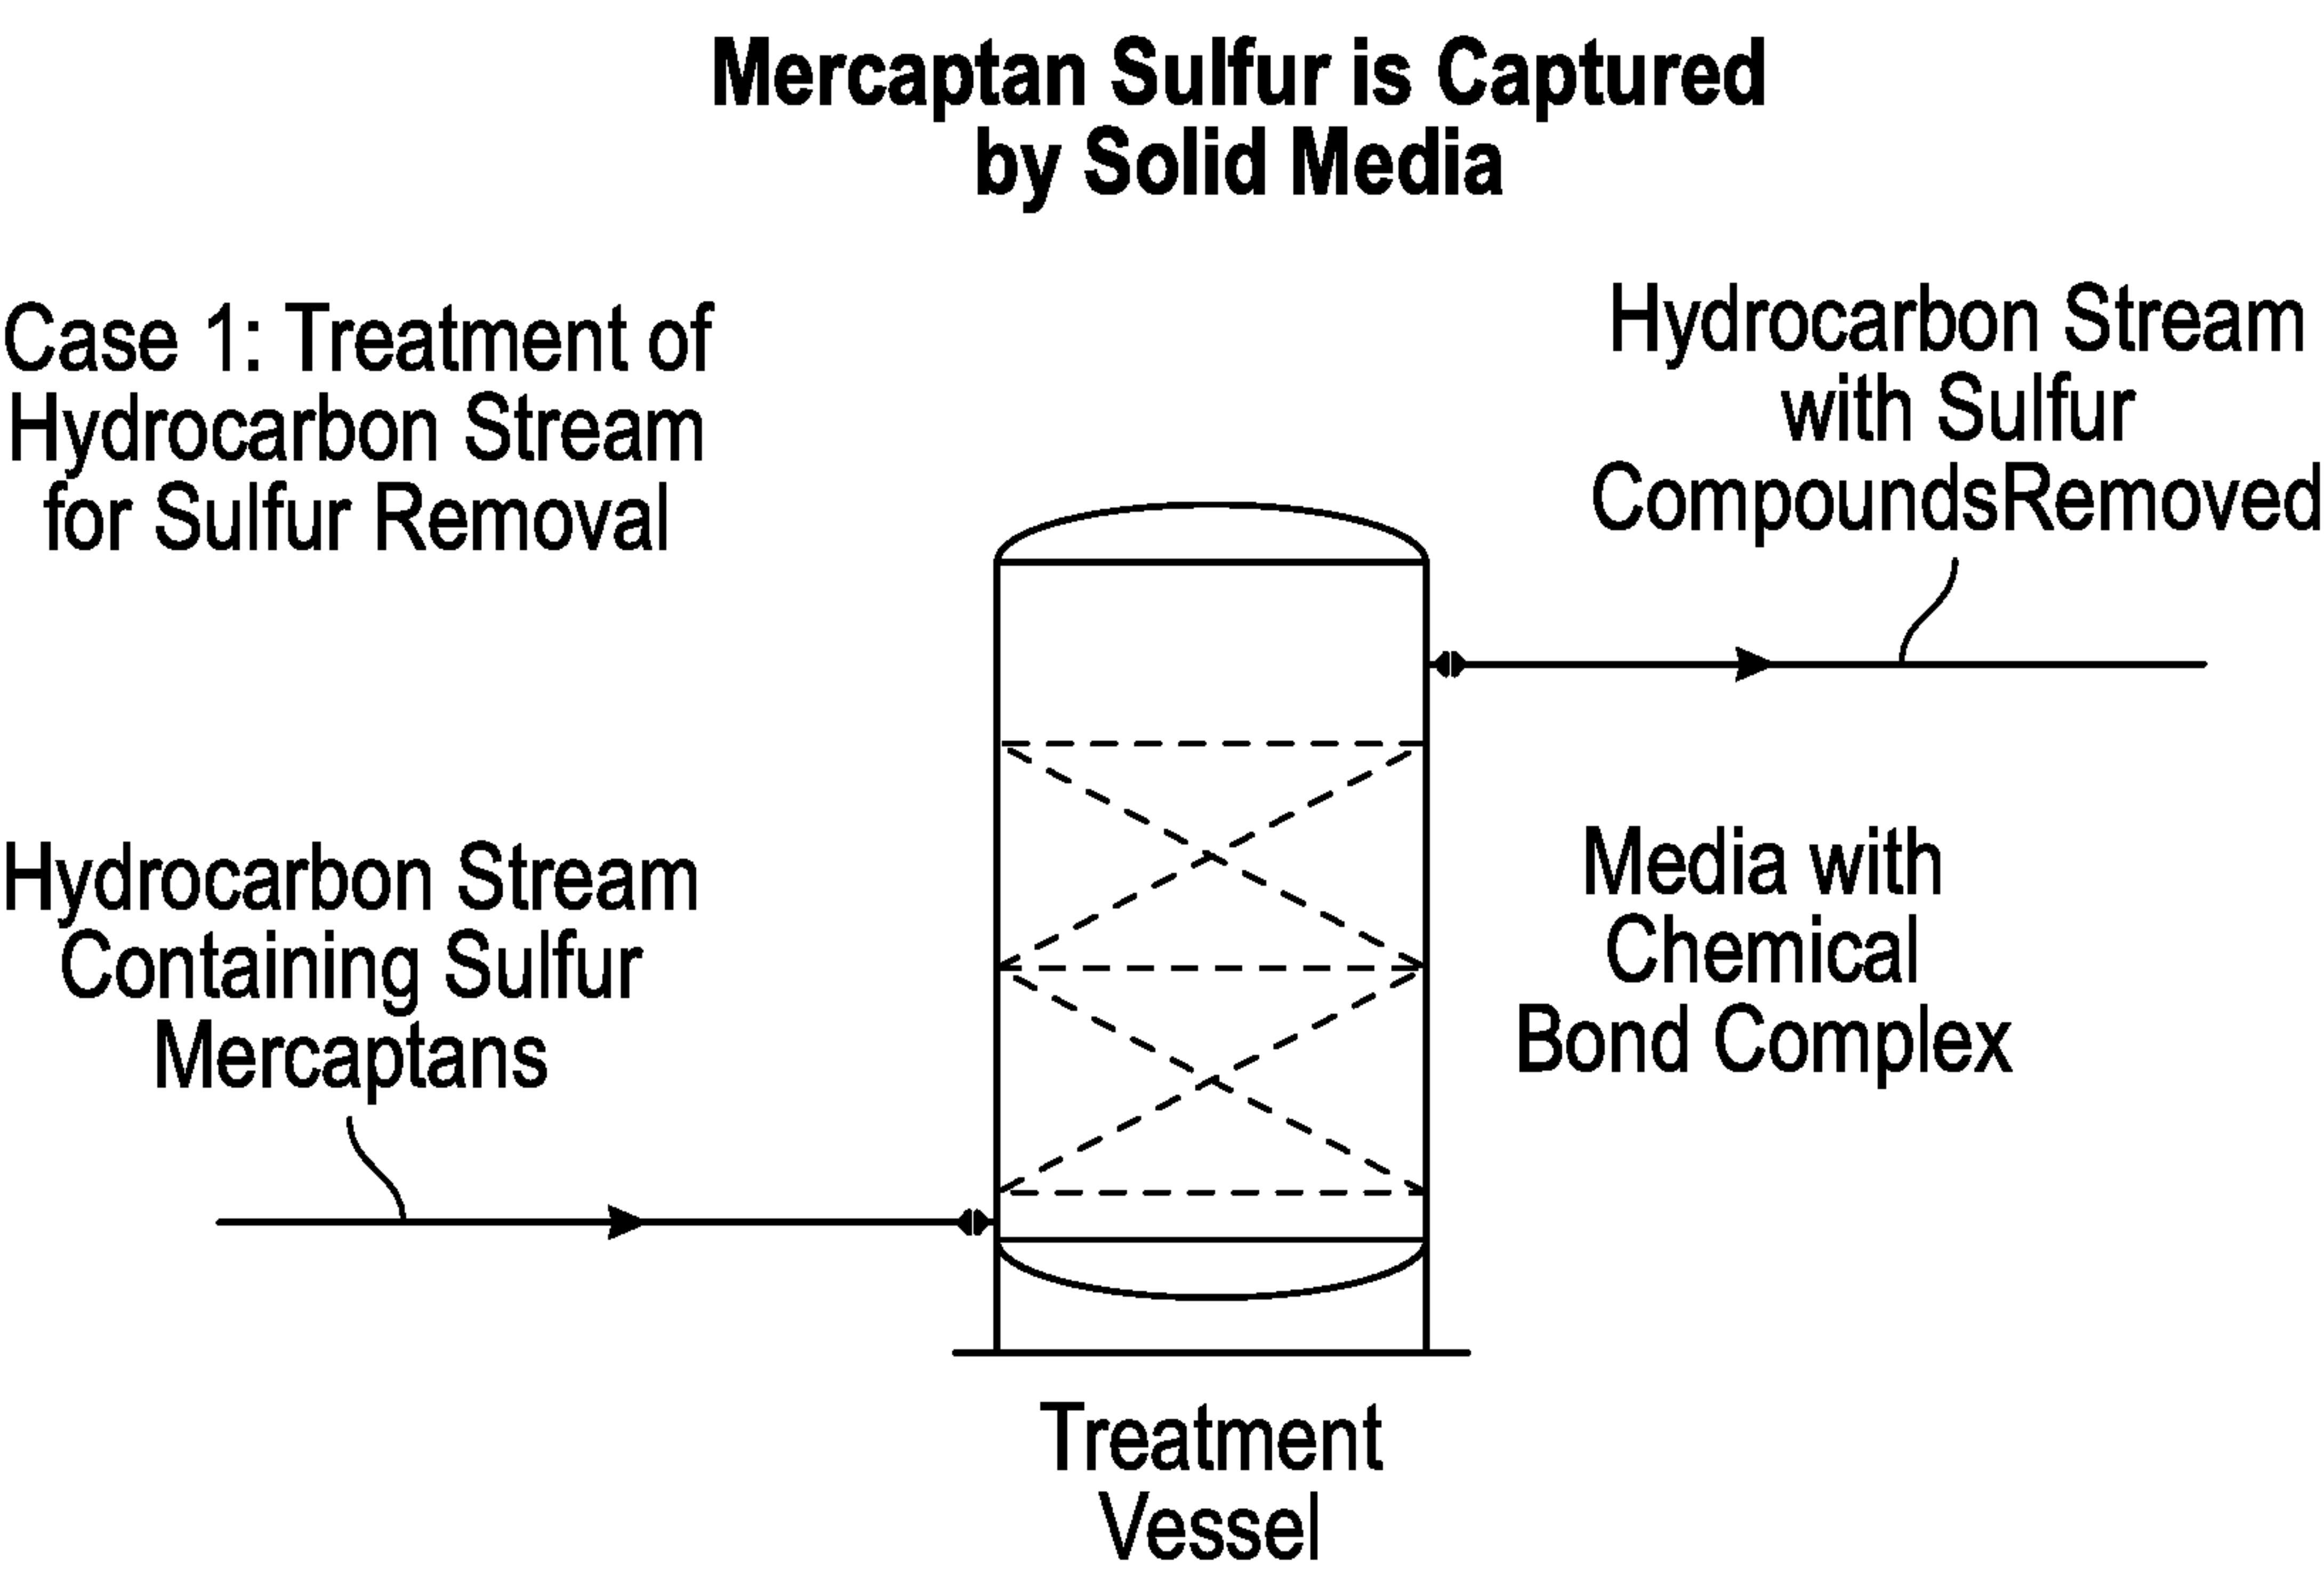 Mercaptan Sulfur is Captured
by Solid Media
Case 1: Treatment of
Hydrocarbon Stream
for Sulfur Removal
Hydrocarbon Stream
with Sulfur
CompoundsRemoved
Hydrocarbon Stream
Containing Sulfur
Mercaptans
Media with
Chemical
Bond Complex
Treatment
Vessel